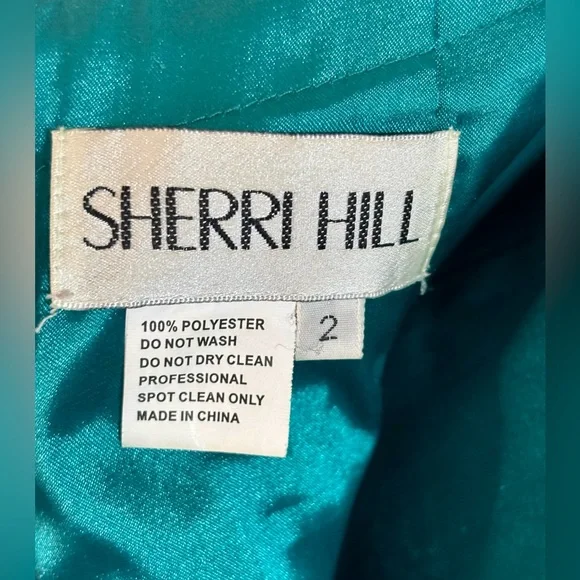 SHERRI HILL
2
100% POLYESTER
DO NOT WASH
DO NOT DRY CLEAN
PROFESSIONAL
SPOT CLEAN ONLY
MADE IN CHINA